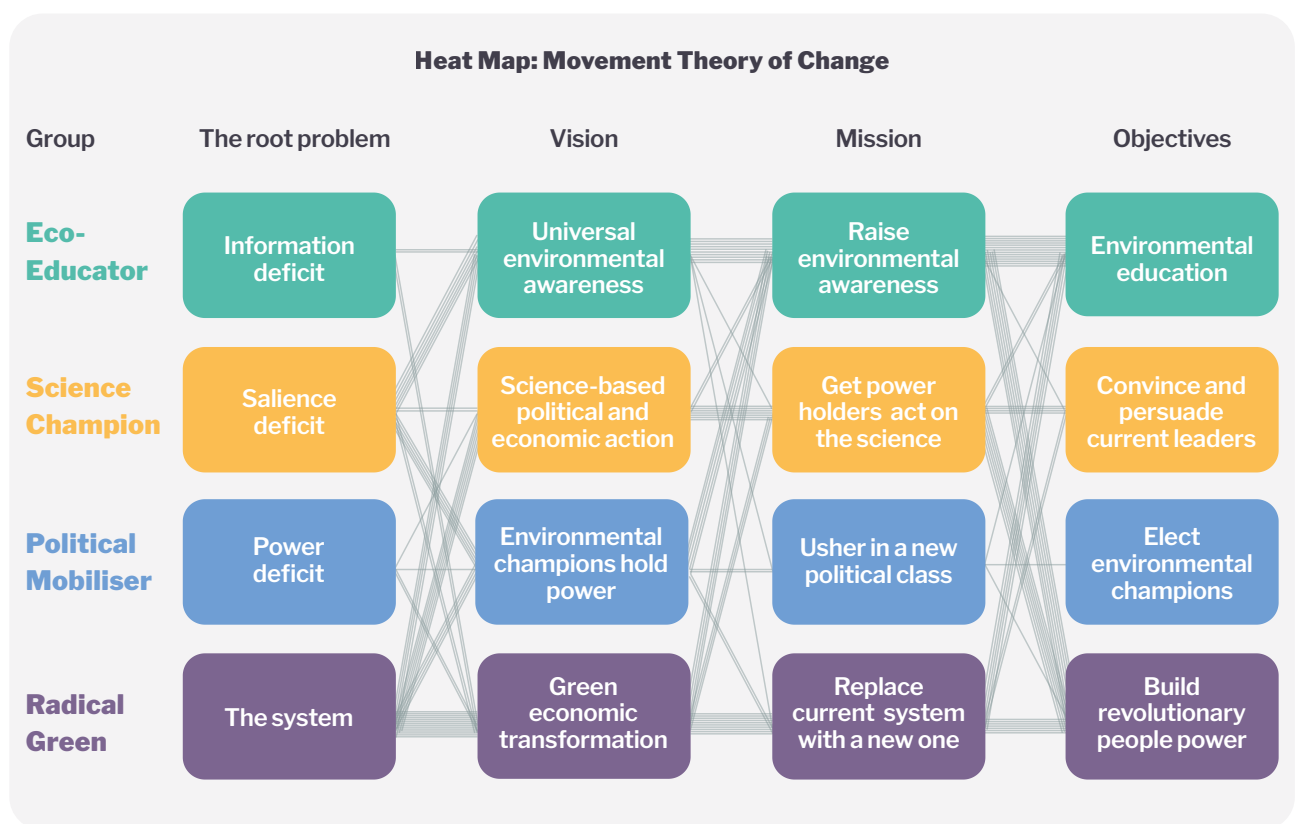 Heat Map: Movement Theory of Change
Group
The root problem
Vision
Mission
Objectives
Eco-
Educator
Information
deficit
Universal
environmental
awareness
Raise
environmental
awareness
Environmental
education
Science
Champion
Salience
deficit
Science-based
political and
economic action
Get power
holders act on
the science
Convince and
persuade
current leaders
Political
Mobiliser
Power
deficit
Environmental
champions hold
power
Usher in a new
political class
Elect
environmental
champions
Radical
Green
The system
Green
economic
transformation
Replace
current system
with a new one
Build
revolutionary
people power